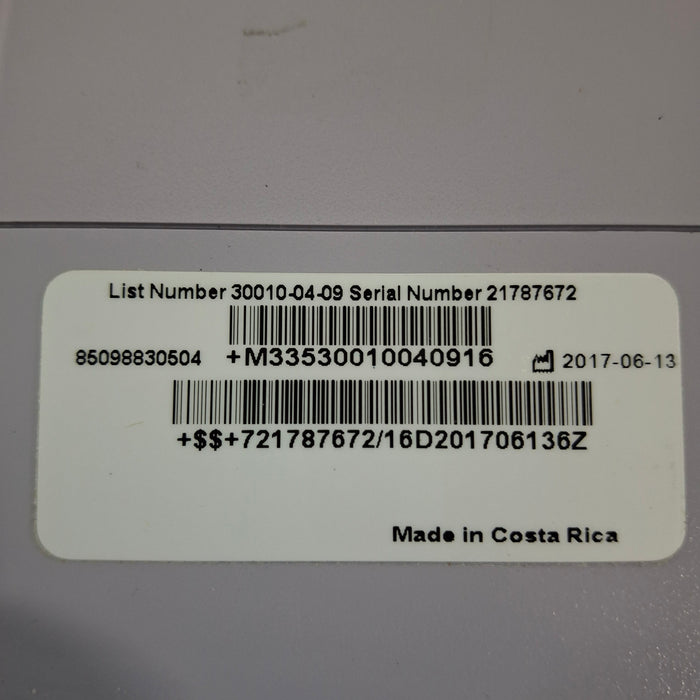 List Number 30010-04-09 Serial Number 21787672
85098830504 +M33530010040916 2017-06-13
+$$+721787672/16D201706136Z
Made in Costa Rica